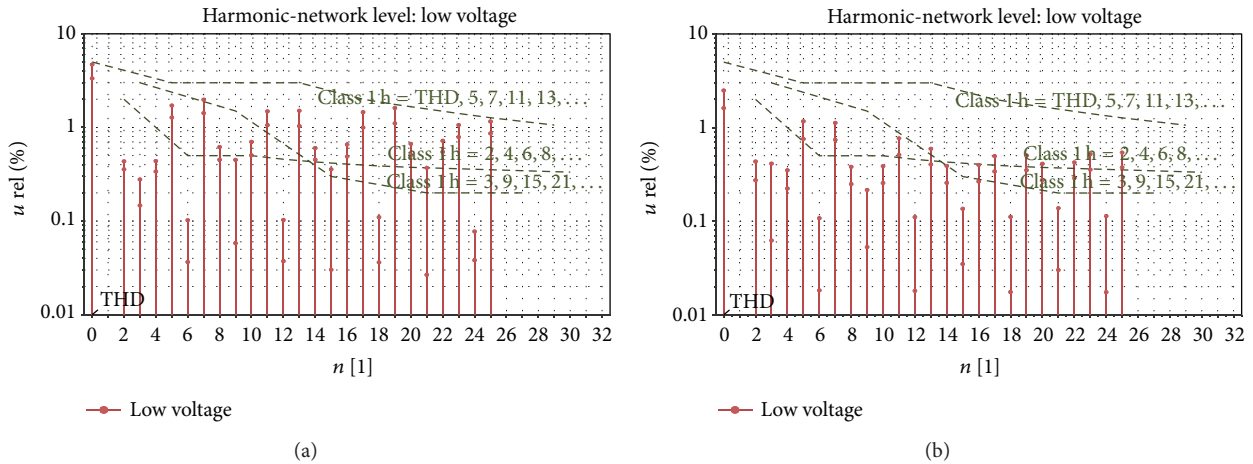 Harmonic-network level: low voltage
10
1
0.1
0.01
u rel (%)
Class 1 h = THD, 5, 7, 11, 13, . . .
Class 1 h = 2, 4, 6, 8, . . .
Class 1 h = 3, 9, 15, 21, . . .
THD
0 2 4 6 8 10 12 14 16 18 20 22 24 26 28 30 32
n [1]
Low voltage
(a)
Harmonic-network level: low voltage
10
1
0.1
0.01
u rel (%)
Class 1 h = THD, 5, 7, 11, 13, . . .
Class 1 h = 2, 4, 6, 8, . . .
Class 1 h = 3, 9, 15, 21, . . .
THD
0 2 4 6 8 10 12 14 16 18 20 22 24 26 28 30 32
n [1]
Low voltage
(b)